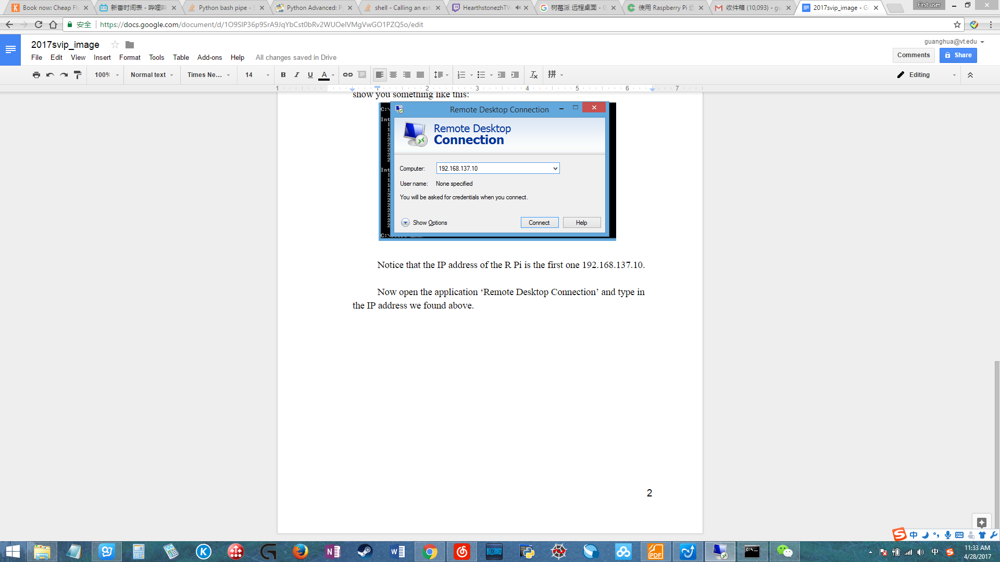 Book now: Cheap Fl
新番时间表 - 哔哩哔
Python bash pipe - S
Python Advanced: P
shell - Calling an ext
HearthstonezhTW
树莓派 远程桌面 - G
使用 Raspberry Pi 远
收件箱 (10,093) - gu
2017svip_image - G
First user
安全
https://docs.google.com/document/d/1O9SlP36p9SrA9JqYbCst0bRv2WUOelVMgVwGO1PZQ5o/edit
2017svip_image
guanghua@vt.edu
File Edit View Insert Format Tools Table Add-ons Help All changes saved in Drive
Comments Share
100% Normal text Times Ne... 14 B I U A 拼 Editing
1 1 2 3 4 5 6 7
show you something like this:
Remote Desktop Connection
Remote Desktop
Connection
Computer: 192.168.137.10
User name: None specified
You will be asked for credentials when you connect.
Show Options Connect Help
Notice that the IP address of the R Pi is the first one 192.168.137.10.
Now open the application ‘Remote Desktop Connection’ and type in
the IP address we found above.
2
中
11:33 AM
中
4/28/2017